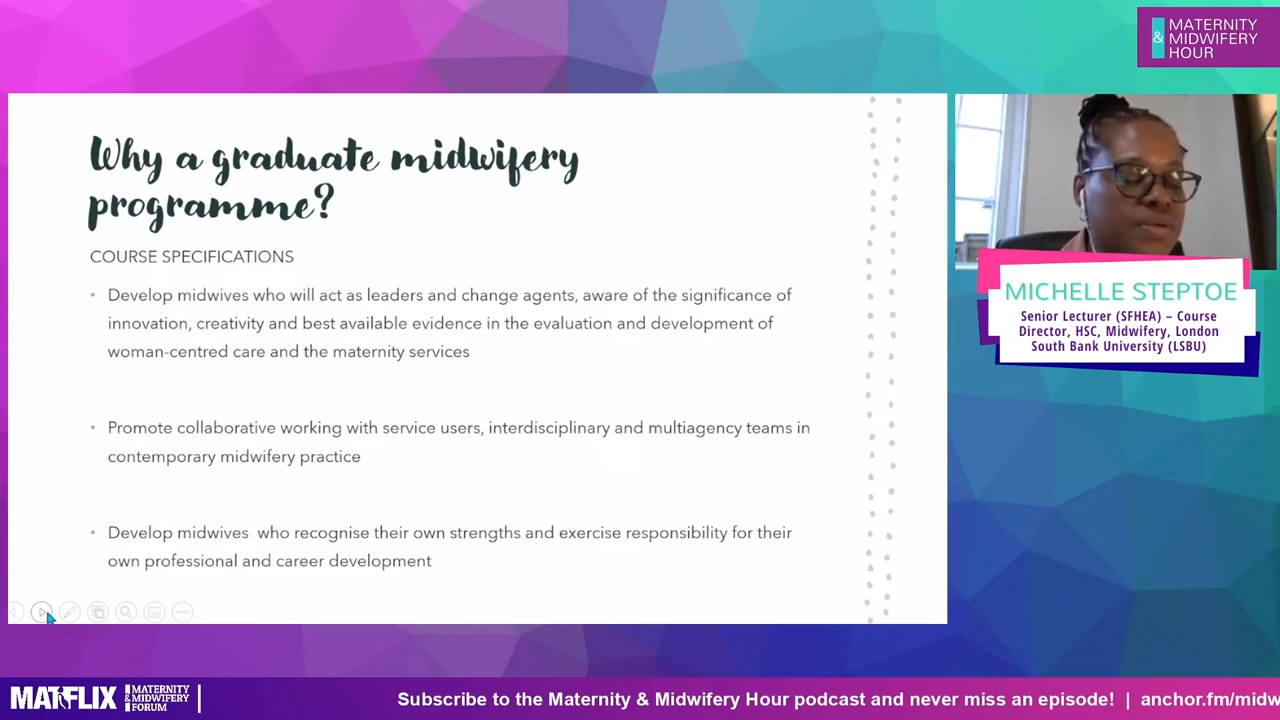 MATERNITY
& MIDWIFERY
HOUR
Why a graduate midwifery
programme?
COURSE SPECIFICATIONS
• Develop midwives who will act as leaders and change agents, aware of the significance of
innovation, creativity and best available evidence in the evaluation and development of
woman-centred care and the maternity services
• Promote collaborative working with service users, interdisciplinary and multiagency teams in
contemporary midwifery practice
• Develop midwives who recognise their own strengths and exercise responsibility for their
own professional and career development
MICHELLE STEPTOE
Senior Lecturer (SFHEA) – Course
Director, HSC, Midwifery, London
South Bank University (LSBU)
MATFLIX
MATERNITY
& MIDWIFERY
FORUM
Subscribe to the Maternity & Midwifery Hour podcast and never miss an episode! | anchor.fm/midw